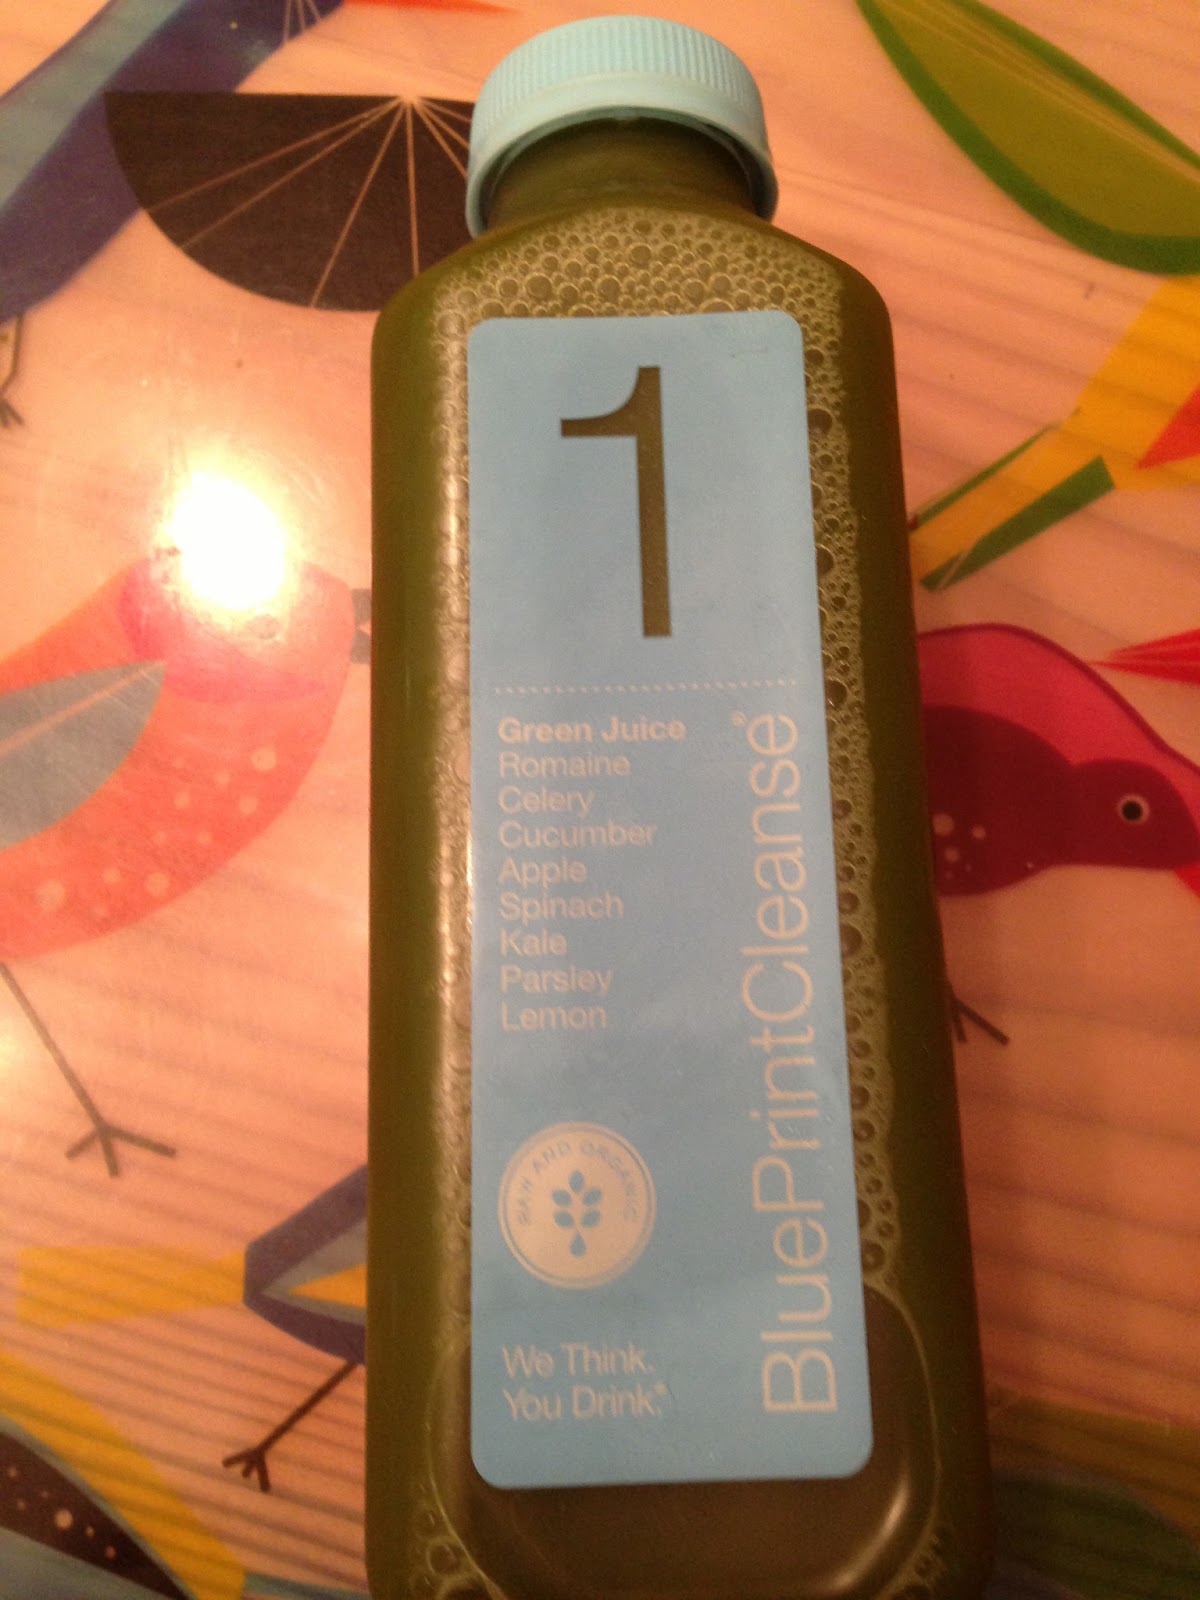 1
Green Juice
Romaine
Celery
Cucumber
Apple
Spinach
Kale
Parsley
Lemon
BluePrintCleanse®
RAW AND ORGANIC
We Think.
You Drink.®